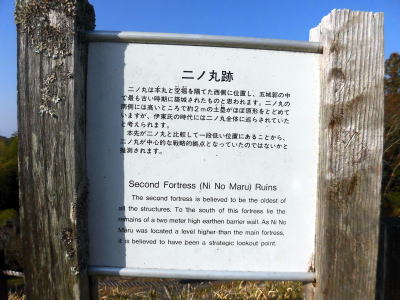 二ノ丸跡
二ノ丸は本丸と空堀を隔てた西側に位置し、五城郭の中
で最も古い時期に築城されたものと思われます。二ノ丸の
南側には高いところで約2mの土塁がほぼ原形をとどめて
いますが、伊東氏の時代には二ノ丸全体に巡らされていた
と考えられます。
本丸が二ノ丸と比較して一段低い位置にあることから、
二ノ丸が中心的な戦略的拠点となっていたのではないかと
推測されます。
Second Fortress (Ni No Maru) Ruins
The second fortress is believed to be the oldest of
all the structures. To the south of this fortress lie the
remains of a two meter high earthen barrier wall. As Ni No
Maru was located a level higher than the main fortress,
it is believed to have been a strategic lookout point.